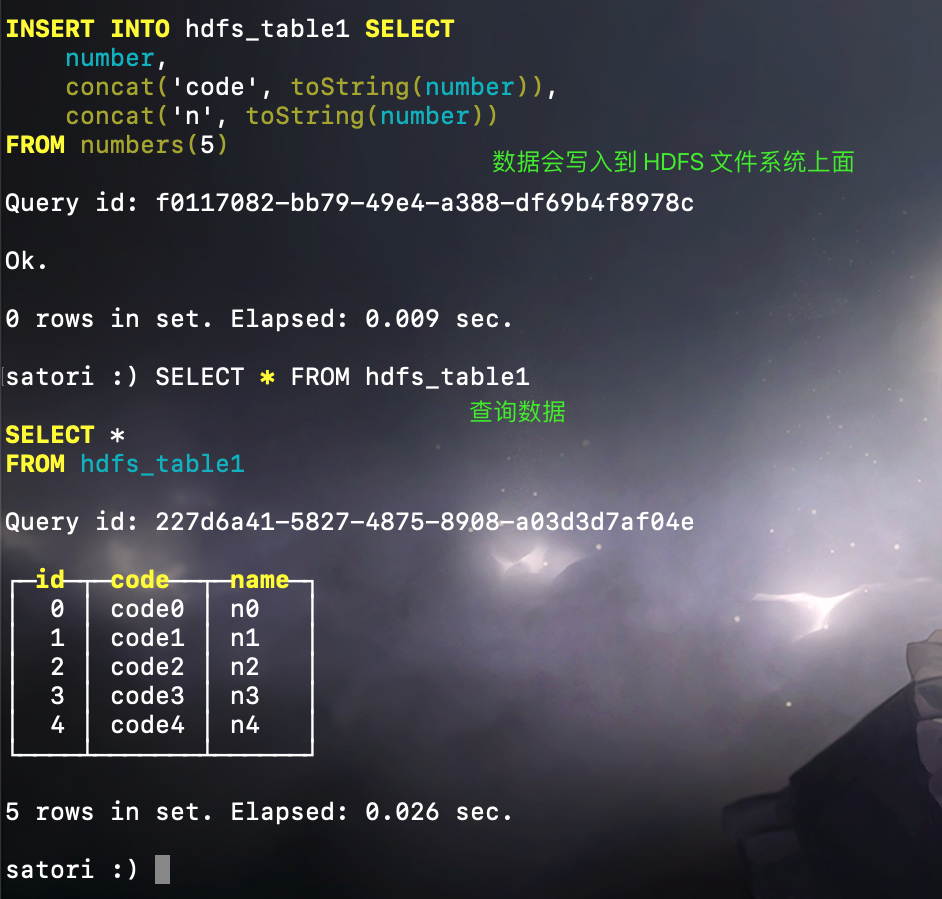 INSERT INTO hdfs_table1 SELECT
number,
concat('code', toString(number)),
concat('n', toString(number))
FROM numbers(5)
数据会写入到 HDFS 文件系统上面
Query id: f0117082-bb79-49e4-a388-df69b4f8978c
Ok.
0 rows in set. Elapsed: 0.009 sec.
satori :) SELECT * FROM hdfs_table1
查询数据
SELECT *
FROM hdfs_table1
Query id: 227d6a41-5827-4875-8908-a03d3d7af04e
id code name
0 code0 n0
1 code1 n1
2 code2 n2
3 code3 n3
4 code4 n4
5 rows in set. Elapsed: 0.026 sec.
satori :)